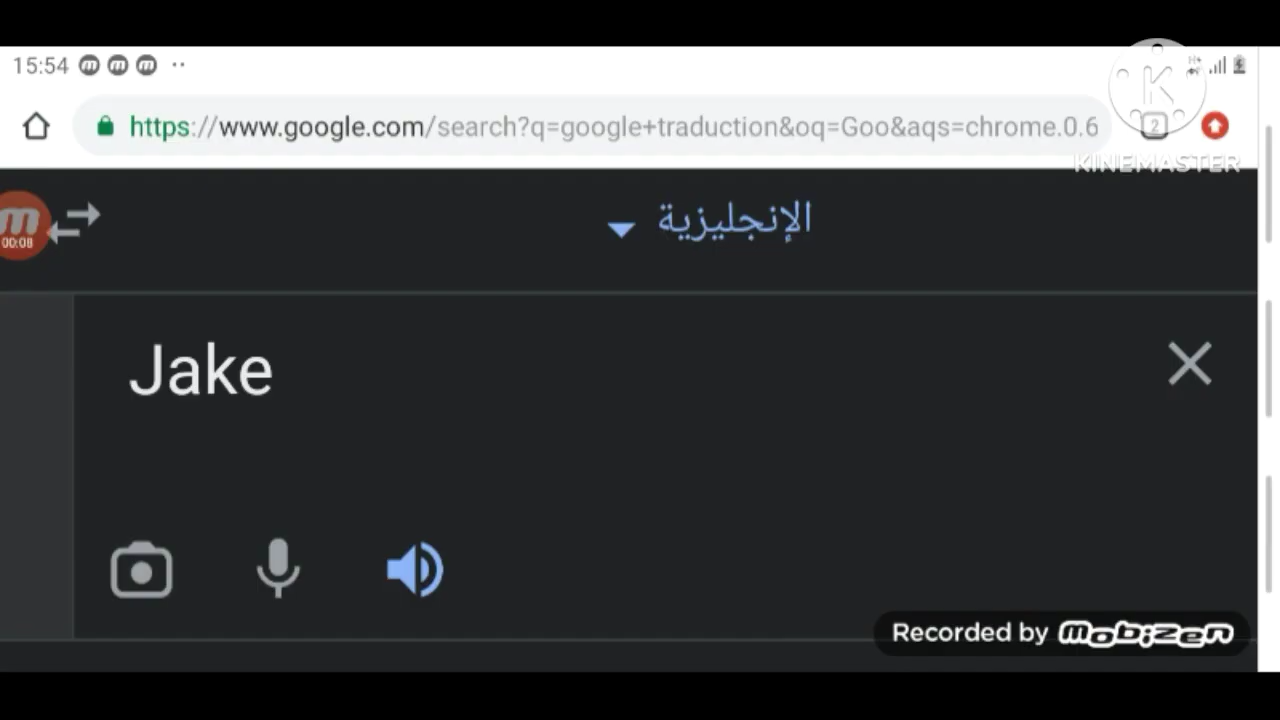 15:54
https://www.google.com/search?q=google+traduction&oq=Goo&aqs=chrome.0.6
2
KINEMASTER
m
00:08
الإنجليزية
Jake
Recorded by mobizen